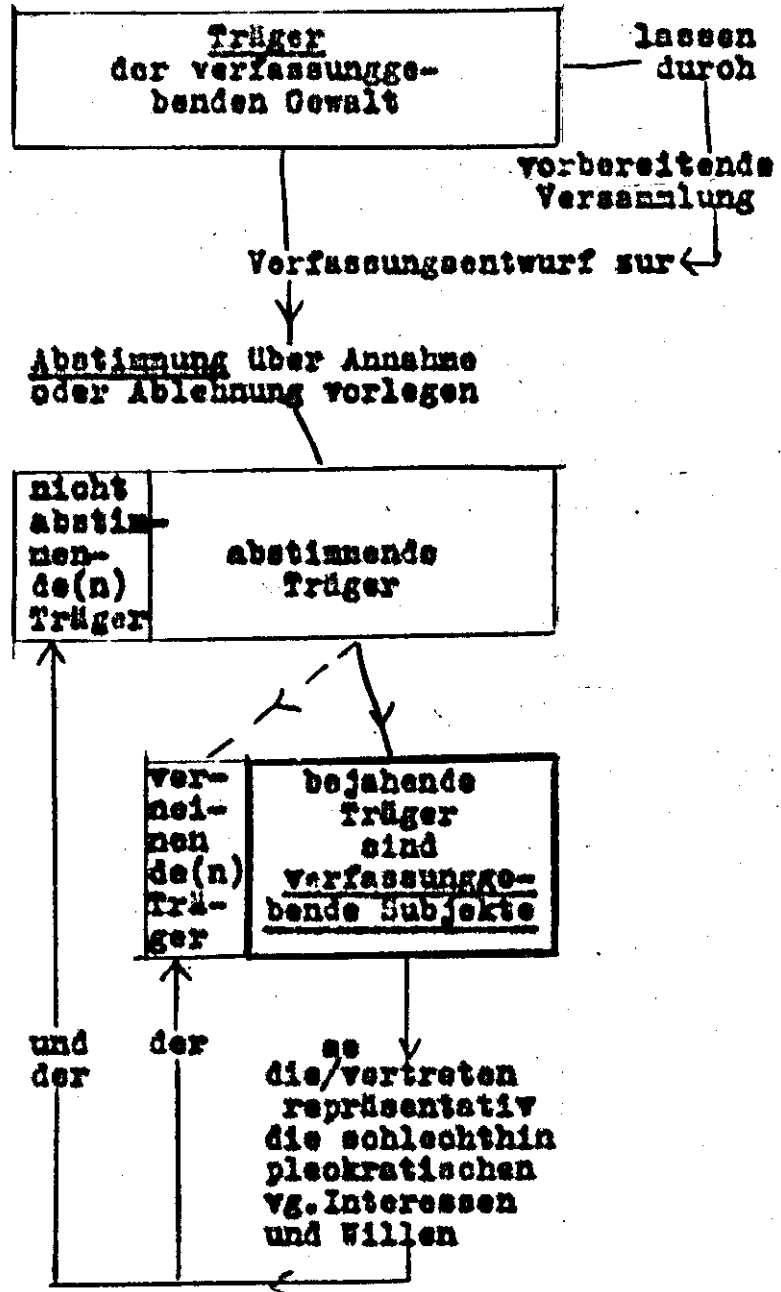 Träger
der verfassungge-
benden Gewalt
lassen
durch
vorbereitende
Versammlung
Verfassungsentwurf zur
Abstimmung über Annahme
oder Ablehnung vorlegen
nicht
abstim-
men-
de(n)
Träger
abstimmende
Träger
ver-
nei-
nen
de(n)
Trä-
ger
bejahende
Träger
sind
verfassungge-
bende Subjekte
und
der
der
se
die/vertreten
repräsentativ
die schlechthin
pleokratischen
vg.Interessen
und Willen